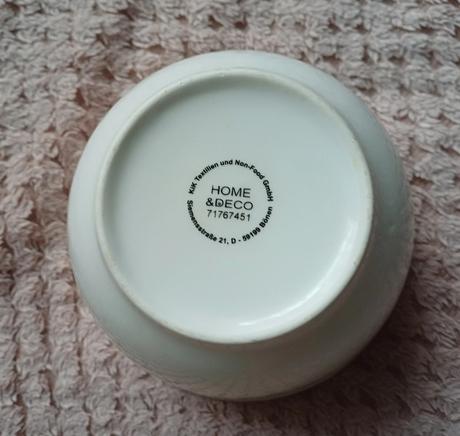 KiK Textilien und Non-Food GmbH
HOME
&DECO
71767451
Siemensstraße 21, D - 59199 Bönen